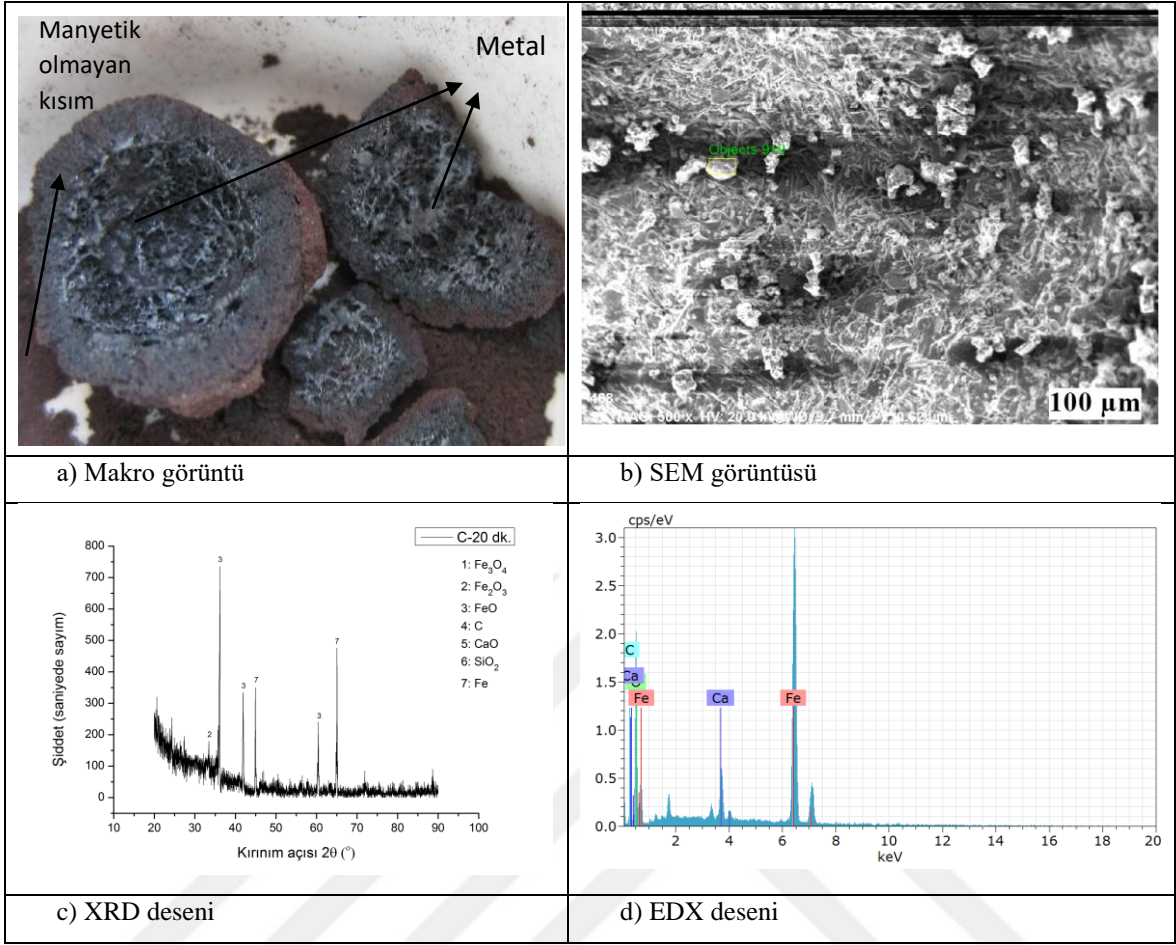 Manyetik
olmayan
kısım
Metal
Objects 919
100 µm
a) Makro görüntü
b) SEM görüntüsü
800
700
600
500
400
300
200
100
0
10 20 30 40 50 60 70 80 90 100
Şiddet (saniyede sayım)
Kırınım açısı 2θ (°)
C-20 dk.
1: Fe3O4
2: Fe2O3
3: FeO
4: C
5: CaO
6: SiO2
7: Fe
3
2
3
7
3
7
cps/eV
3.0
2.5
2.0
1.5
1.0
0.5
0.0
C
Ca
Fe
Ca
Fe
2 4 6 8 10 12 14 16 18 20
keV
c) XRD deseni
d) EDX deseni